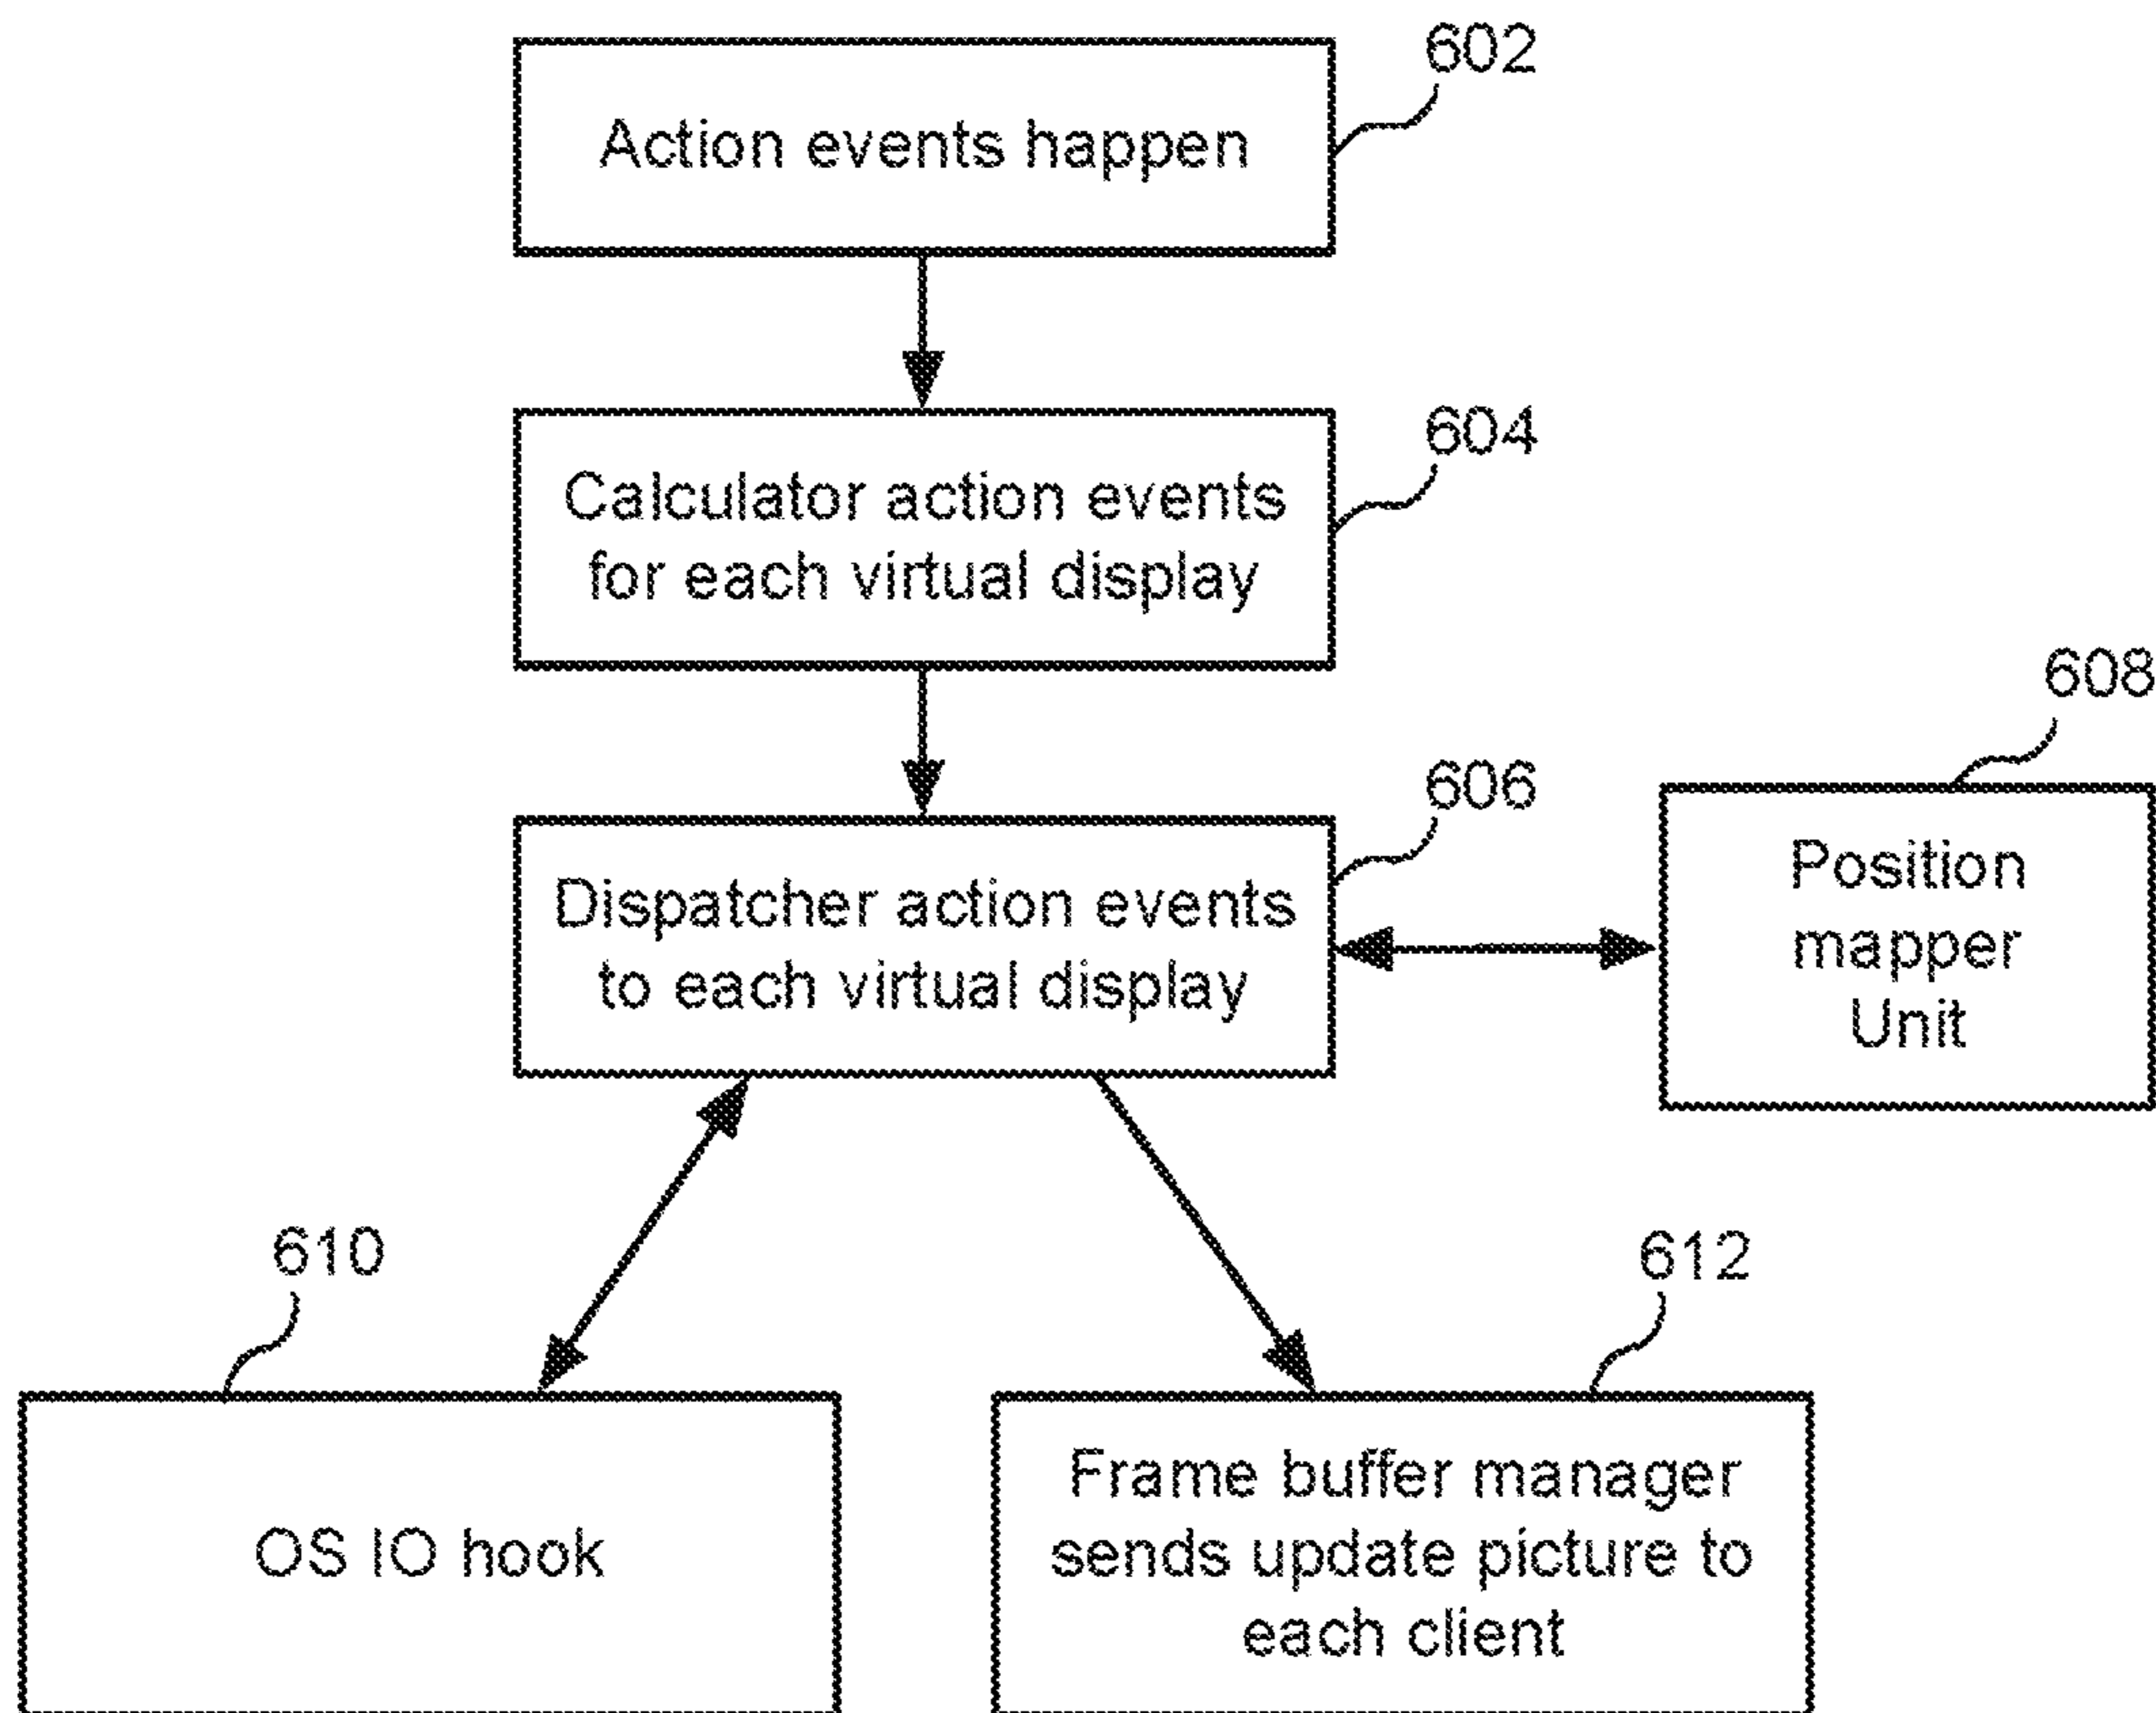 602
Action events happen
604
Calculator action events
for each virtual display
608
606
Dispatcher action events
to each virtual display
Position
mapper
Unit
610
612
OS IO hook
Frame buffer manager
sends update picture to
each client